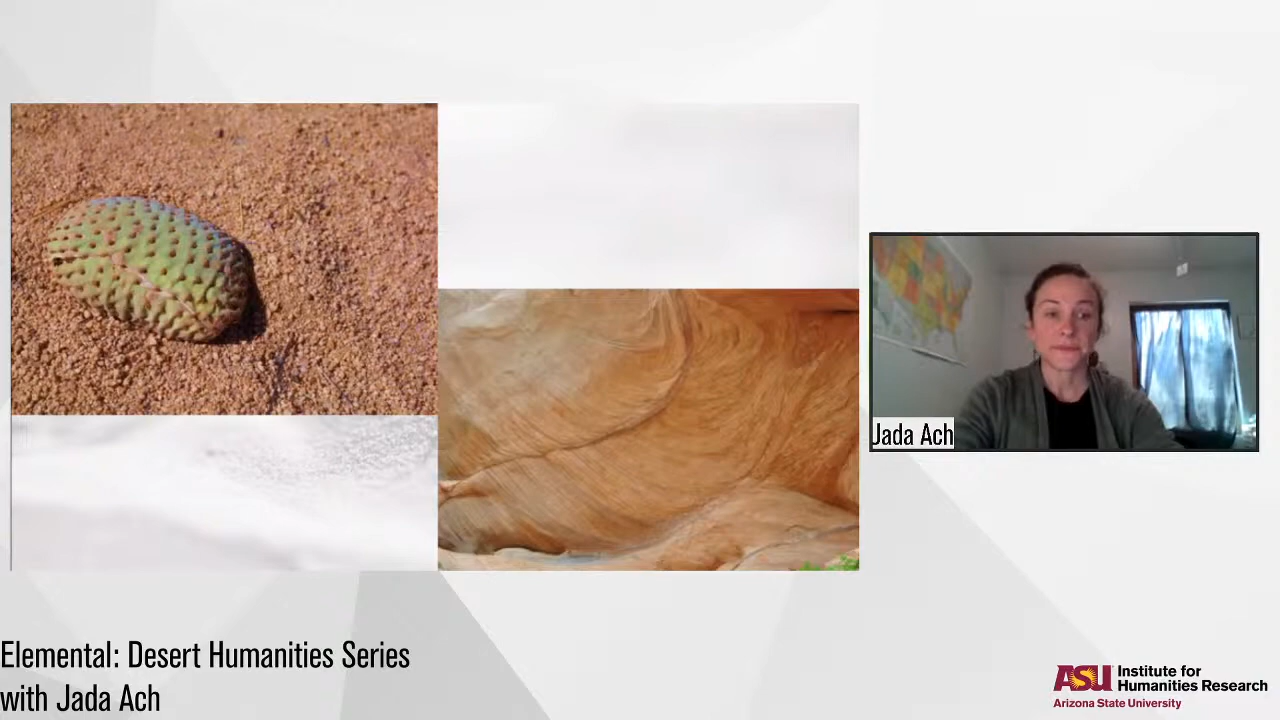 Jada Ach
Elemental: Desert Humanities Series
with Jada Ach
ASU Institute for
Humanities Research
Arizona State University